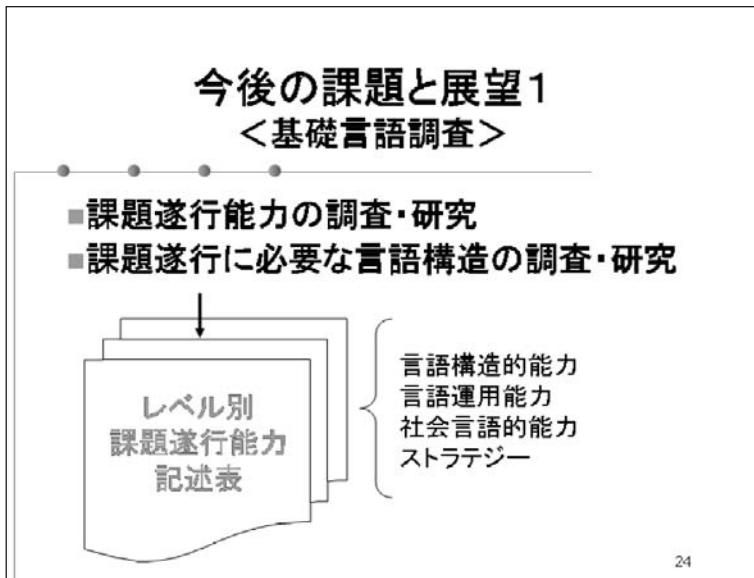 今後の課題と展望1
＜基礎言語調査＞
■課題遂行能力の調査・研究
■課題遂行に必要な言語構造の調査・研究
レベル別
課題遂行能力
記述表
言語構造的能力
言語運用能力
社会言語的能力
ストラテジー
24